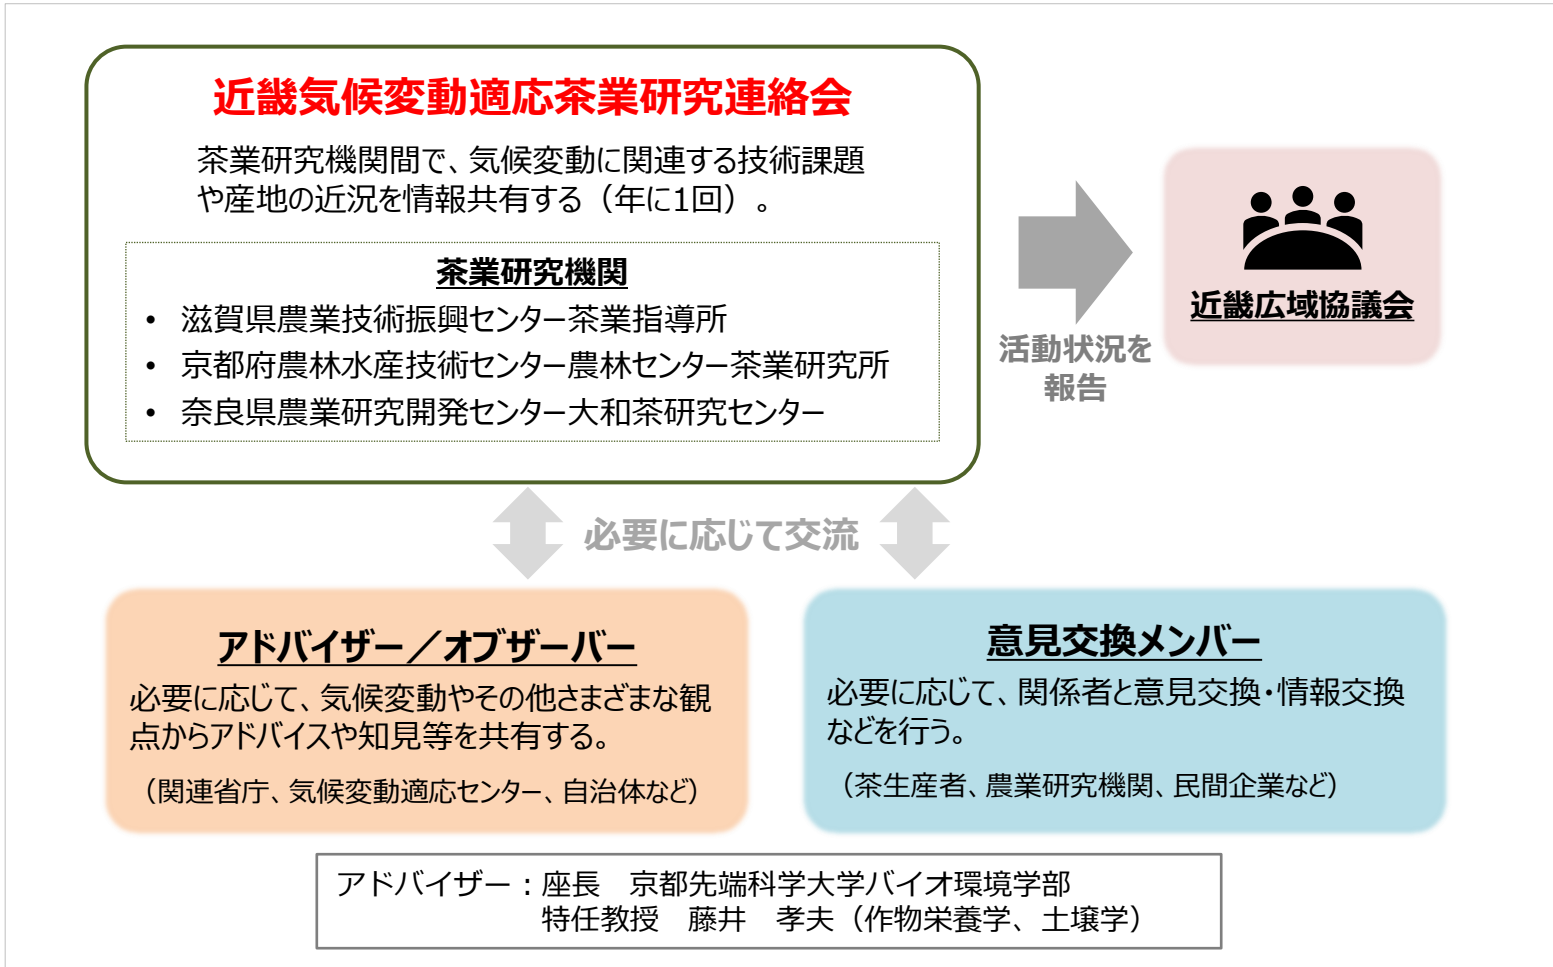 近畿気候変動適応茶業研究連絡会
茶業研究機関間で、気候変動に関連する技術課題
や産地の近況を情報共有する（年に1回）。
茶業研究機関
• 滋賀県農業技術振興センター茶業指導所
• 京都府農林水産技術センター農林センター茶業研究所
• 奈良県農業研究開発センター大和茶研究センター
活動状況を
報告
近畿広域協議会
必要に応じて交流
アドバイザー／オブザーバー
必要に応じて、気候変動やその他さまざまな観
点からアドバイスや知見等を共有する。
（関連省庁、気候変動適応センター、自治体など）
意見交換メンバー
必要に応じて、関係者と意見交換・情報交換
などを行う。
（茶生産者、農業研究機関、民間企業など）
アドバイザー：座長　京都先端科学大学バイオ環境学部
特任教授　藤井　孝夫（作物栄養学、土壌学）